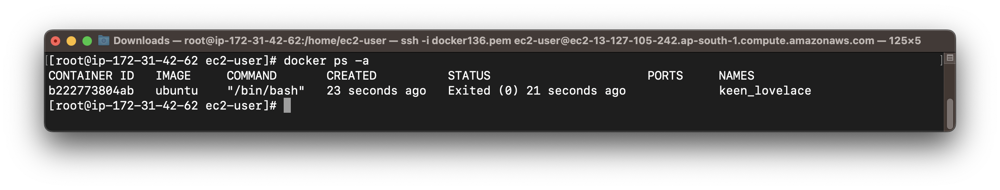 Downloads — root@ip-172-31-42-62:/home/ec2-user — ssh -i docker136.pem ec2-user@ec2-13-127-105-242.ap-south-1.compute.amazonaws.com — 125×5
[root@ip-172-31-42-62 ec2-user]# docker ps -a
CONTAINER ID   IMAGE     COMMAND       CREATED          STATUS                      PORTS     NAMES
b222773804ab   ubuntu    "/bin/bash"   23 seconds ago   Exited (0) 21 seconds ago             keen_lovelace
[root@ip-172-31-42-62 ec2-user]#